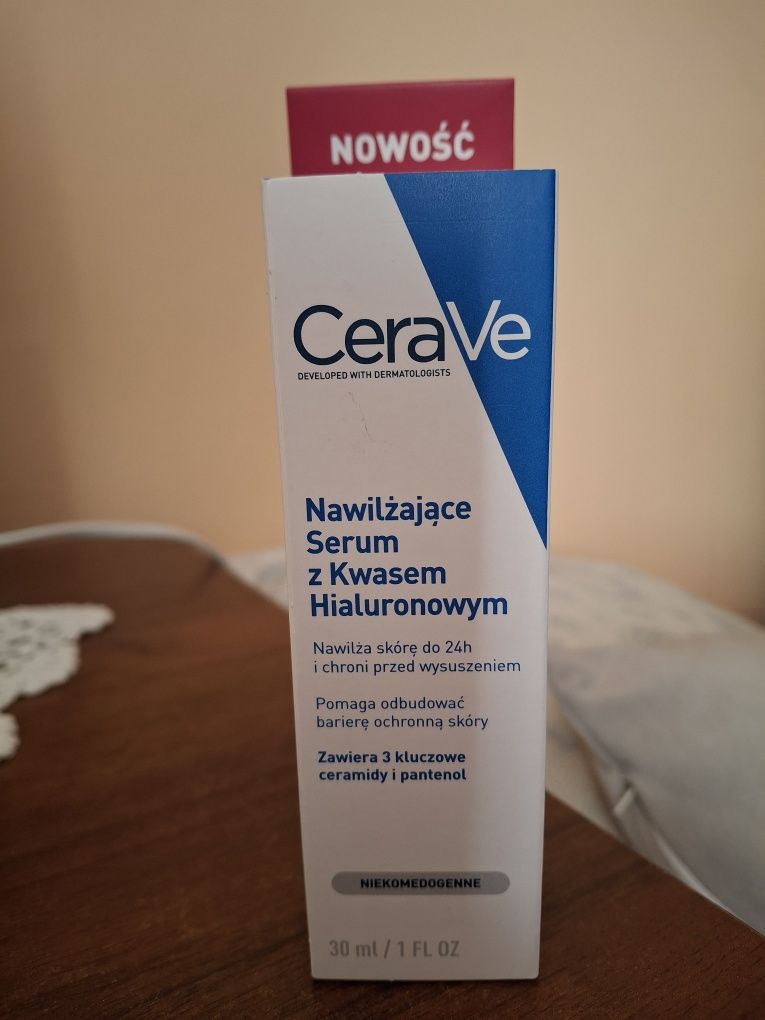 NOWOŚĆ
CeraVe
DEVELOPED WITH DERMATOLOGISTS
Nawilżające
Serum
z Kwasem
Hialuronowym
Nawilża skórę do 24h
i chroni przed wysuszeniem
Pomaga odbudować
barierę ochronną skóry
Zawiera 3 kluczowe
ceramidy i pantenol
NIEKOMEDOGENNE
30 ml / 1 FL OZ